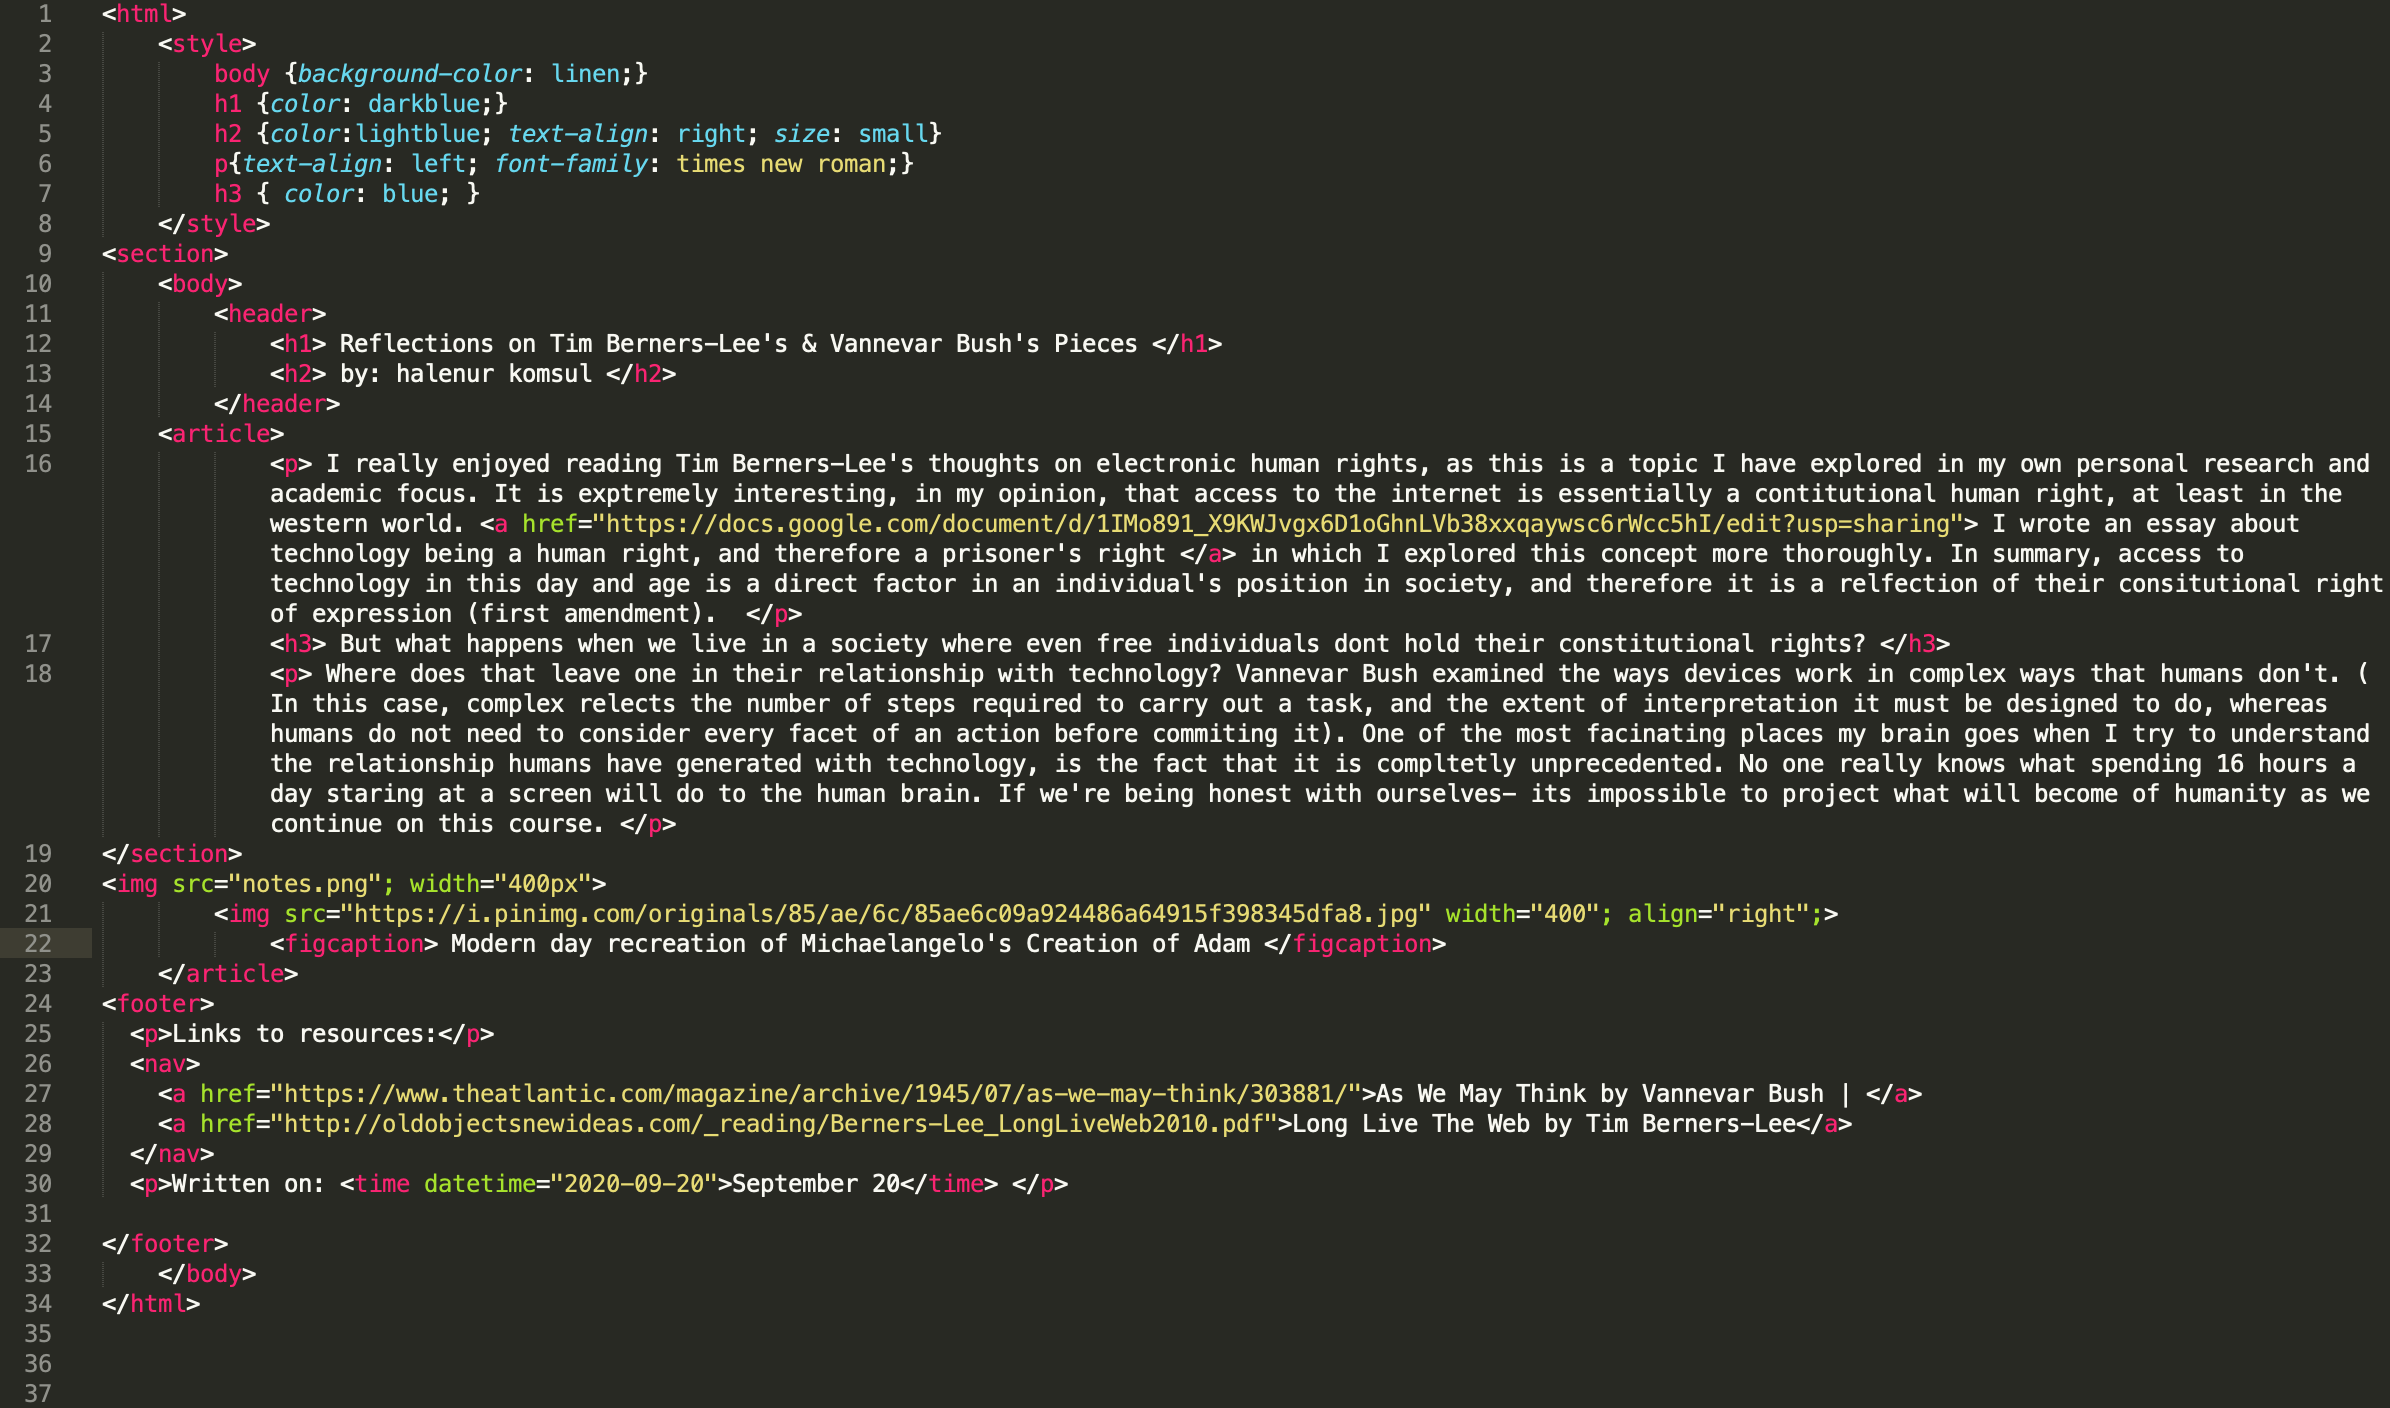 1 <html>
2 <style>
3 body {background-color: linen;}
4 h1 {color: darkblue;}
5 h2 {color:lightblue; text-align: right; size: small}
6 p{text-align: left; font-family: times new roman;}
7 h3 { color: blue; }
8 </style>
9 <section>
10 <body>
11 <header>
12 <h1> Reflections on Tim Berners-Lee's & Vannevar Bush's Pieces </h1>
13 <h2> by: halenur komsul </h2>
14 </header>
15 <article>
16 <p> I really enjoyed reading Tim Berners-Lee's thoughts on electronic human rights, as this is a topic I have explored in my own personal research and
academic focus. It is exptremely interesting, in my opinion, that access to the internet is essentially a contitutional human right, at least in the
western world. <a href="https://docs.google.com/document/d/1IMo891_X9KWJvgx6D1oGhnLVb38xxqaywsc6rWcc5hI/edit?usp=sharing"> I wrote an essay about
technology being a human right, and therefore a prisoner's right </a> in which I explored this concept more thoroughly. In summary, access to
technology in this day and age is a direct factor in an individual's position in society, and therefore it is a relfection of their consitutional right
of expression (first amendment).  </p>
17 <h3> But what happens when we live in a society where even free individuals dont hold their constitutional rights? </h3>
18 <p> Where does that leave one in their relationship with technology? Vannevar Bush examined the ways devices work in complex ways that humans don't. (
In this case, complex relects the number of steps required to carry out a task, and the extent of interpretation it must be designed to do, whereas
humans do not need to consider every facet of an action before commiting it). One of the most facinating places my brain goes when I try to understand
the relationship humans have generated with technology, is the fact that it is compltetly unprecedented. No one really knows what spending 16 hours a
day staring at a screen will do to the human brain. If we're being honest with ourselves– its impossible to project what will become of humanity as we
continue on this course. </p>
19 </section>
20 <img src="notes.png"; width="400px">
21 <img src="https://i.pinimg.com/originals/85/ae/6c/85ae6c09a924486a64915f398345dfa8.jpg" width="400"; align="right";>
22 <figcaption> Modern day recreation of Michaelangelo's Creation of Adam </figcaption>
23 </article>
24 <footer>
25 <p>Links to resources:</p>
26 <nav>
27 <a href="https://www.theatlantic.com/magazine/archive/1945/07/as-we-may-think/303881/">As We May Think by Vannevar Bush | </a>
28 <a href="http://oldobjectsnewideas.com/_reading/Berners-Lee_LongLiveWeb2010.pdf">Long Live The Web by Tim Berners-Lee</a>
29 </nav>
30 <p>Written on: <time datetime="2020-09-20">September 20</time> </p>
31
32 </footer>
33 </body>
34 </html>
35
36
37